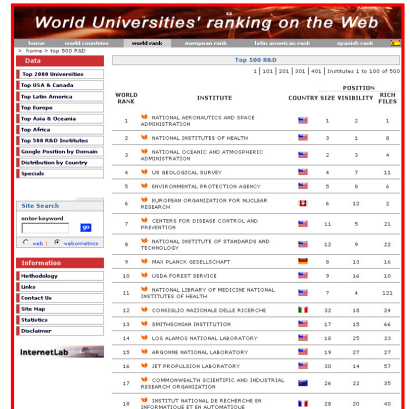 World Universities' ranking on the Web
home world countries world rank european rank latin american rank spanish rank
> home > top 500 R&D
Data
Top 2000 Universities
Top USA & Canada
Top Latin America
Top Europe
Top Asia & Oceania
Top Africa
Top 500 R&D Institutes
Google Position by Domain
Distribution by Country
Specials
Site Search
enter keyword
go
web | webometrics
Information
Methodology
Links
Contact Us
Site Map
Statistics
Disclaimer
InternetLab
Top 500 R&D
1 | 101 | 201 | 301 | 401 | Institutes 1 to 100 of 500
POSITION
WORLD RANK INSTITUTE COUNTRY SIZE VISIBILITY RICH FILES
1 NATIONAL AERONAUTICS AND SPACE ADMINISTRATION 1 2 1
2 NATIONAL INSTITUTES OF HEALTH 3 1 8
3 NATIONAL OCEANIC AND ATMOSPHERIC ADMINISTRATION 2 3 4
4 US GEOLOGICAL SURVEY 4 7 11
5 ENVIRONMENTAL PROTECTION AGENCY 5 8 6
6 EUROPEAN ORGANIZATION FOR NUCLEAR RESEARCH 6 12 2
7 CENTERS FOR DISEASE CONTROL AND PREVENTION 11 5 21
8 NATIONAL INSTITUTE OF STANDARDS AND TECHNOLOGY 12 9 22
9 MAX PLANCK GESELLSCHAFT 8 13 16
10 USDA FOREST SERVICE 9 16 10
11 NATIONAL LIBRARY OF MEDICINE NATIONAL INSTITUTES OF HEALTH 7 4 121
12 CONSIGLIO NAZIONALE DELLE RICERCHE 32 18 24
13 SMITHSONIAN INSTITUTION 17 15 66
14 LOS ALAMOS NATIONAL LABORATORY 18 25 33
15 ARGONNE NATIONAL LABORATORY 19 27 27
16 JET PROPULSION LABORATORY 30 14 57
17 COMMONWEALTH SCIENTIFIC AND INDUSTRIAL RESEARCH ORGANIZATION 26 22 35
18 INSTITUT NATIONAL DE RECHERCHE EN INFORMATIQUE ET EN AUTOMATIQUE 28 20 40